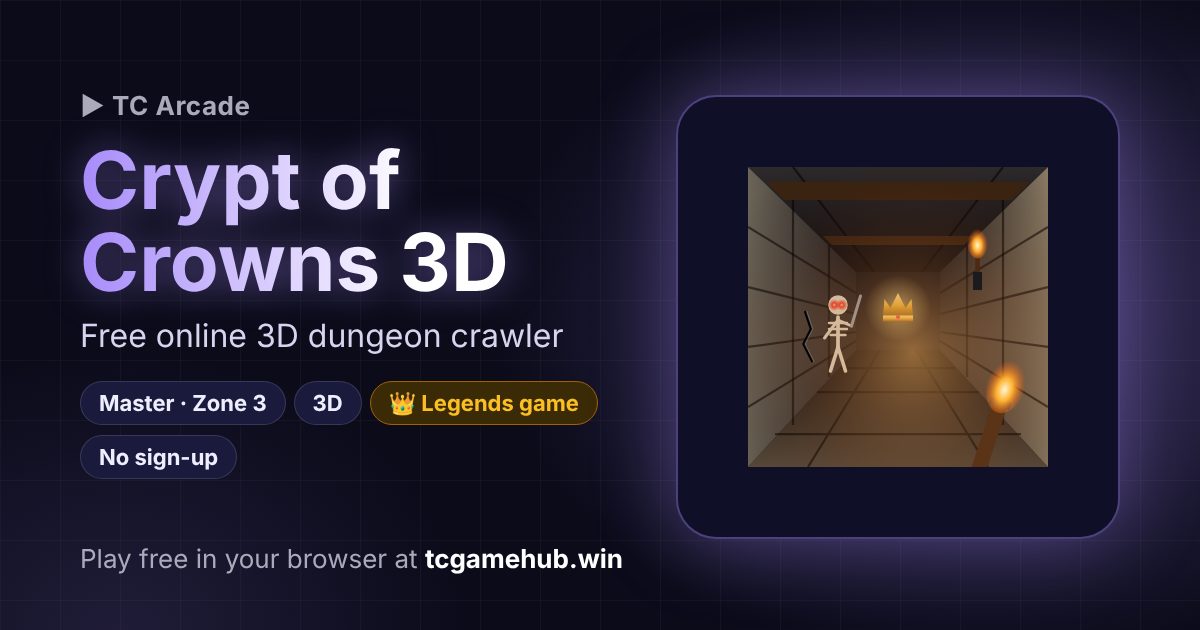 ▶ TC Arcade
Crypt of
Crowns 3D
Free online 3D dungeon crawler
Master · Zone 3
3D
👑 Legends game
No sign-up
Play free in your browser at tcgamehub.win